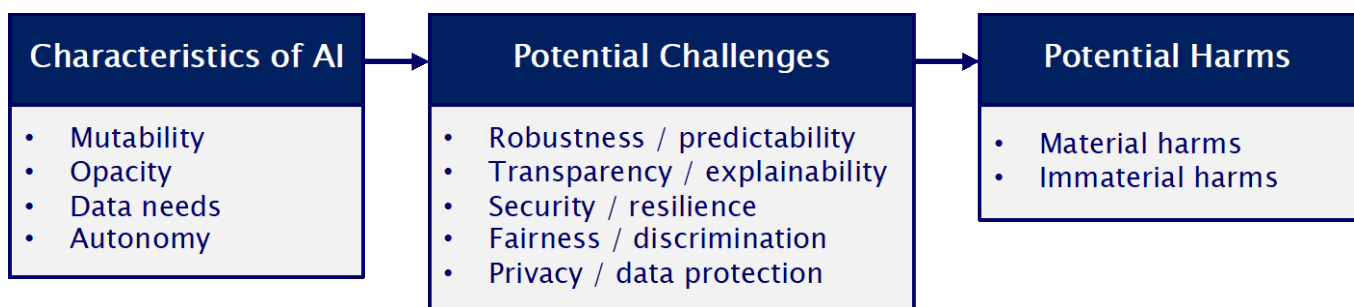 Characteristics of AI
• Mutability
• Opacity
• Data needs
• Autonomy
Potential Challenges
• Robustness / predictability
• Transparency / explainability
• Security / resilience
• Fairness / discrimination
• Privacy / data protection
Potential Harms
• Material harms
• Immaterial harms